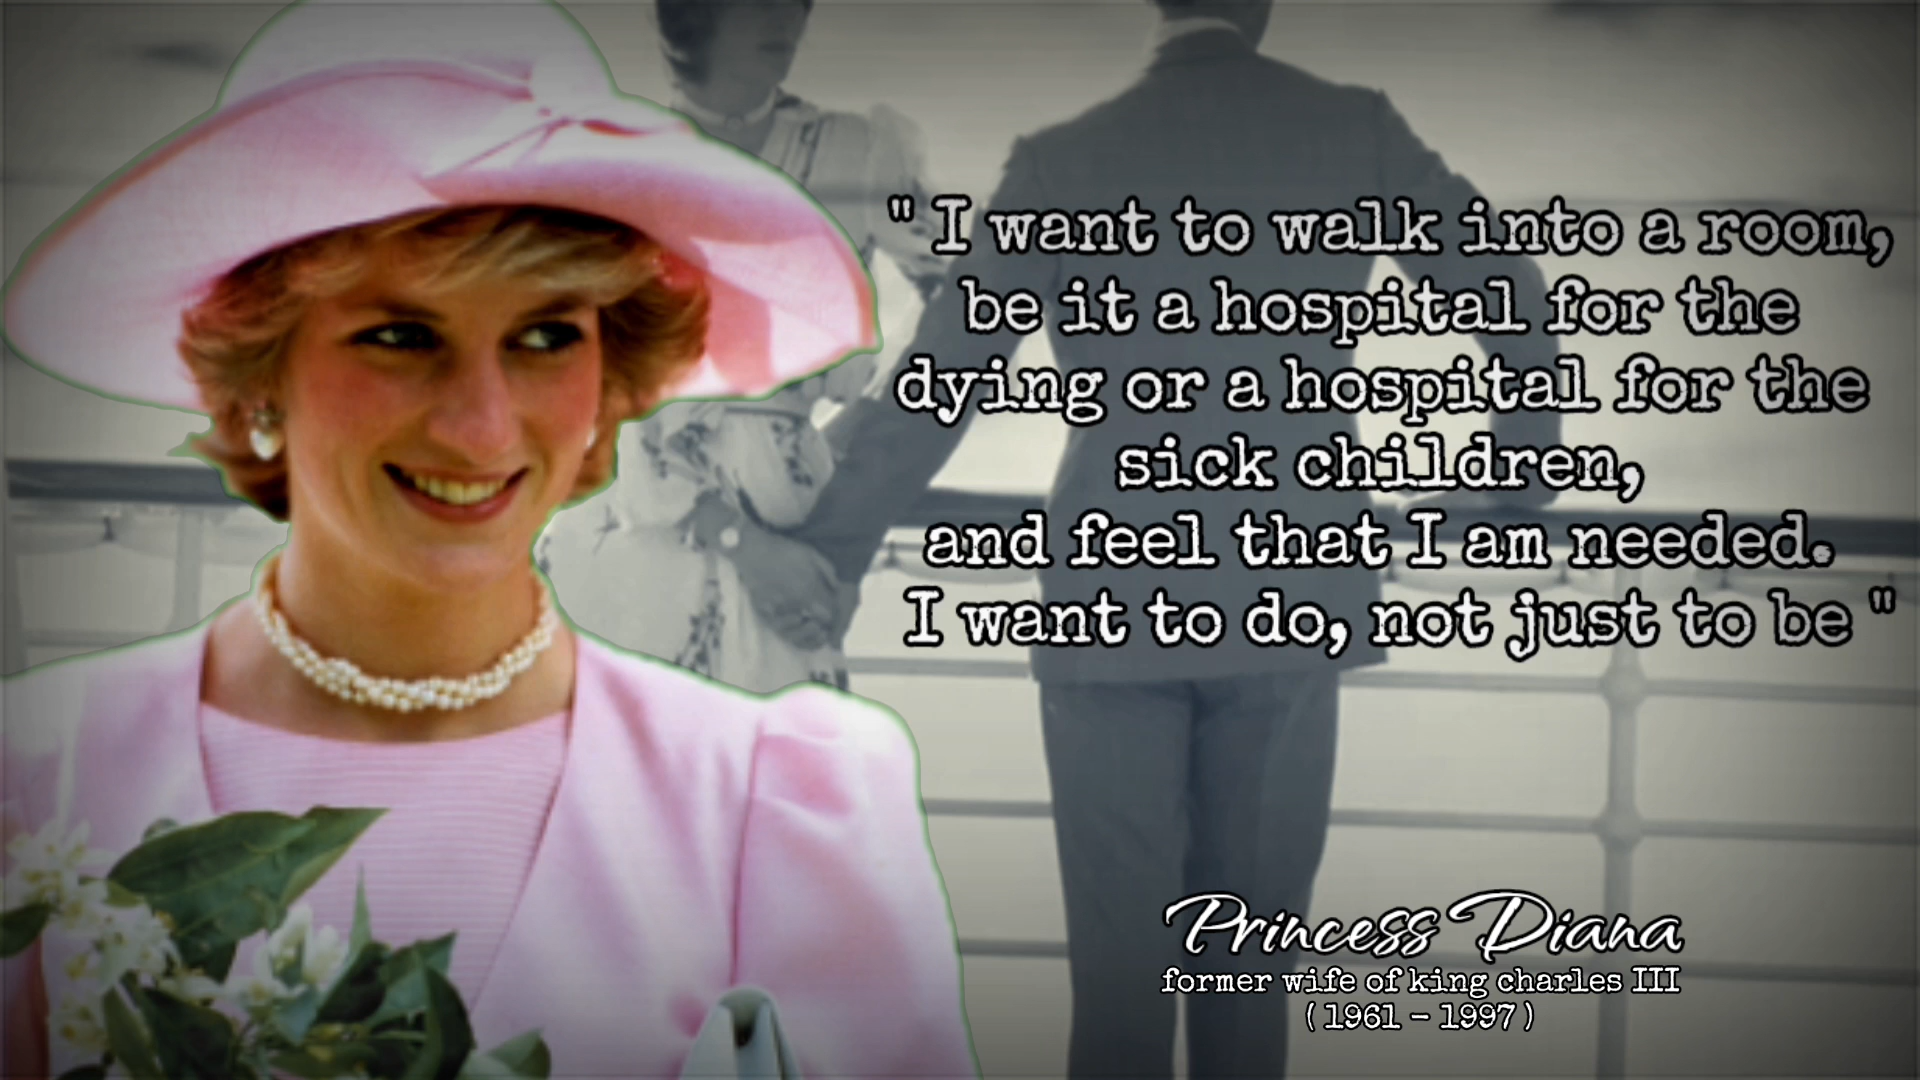 " I want to walk into a room,
be it a hospital for the
dying or a hospital for the
sick children,
and feel that I am needed.
I want to do, not just to be "
Princess Diana
former wife of king charles III
( 1961 - 1997 )